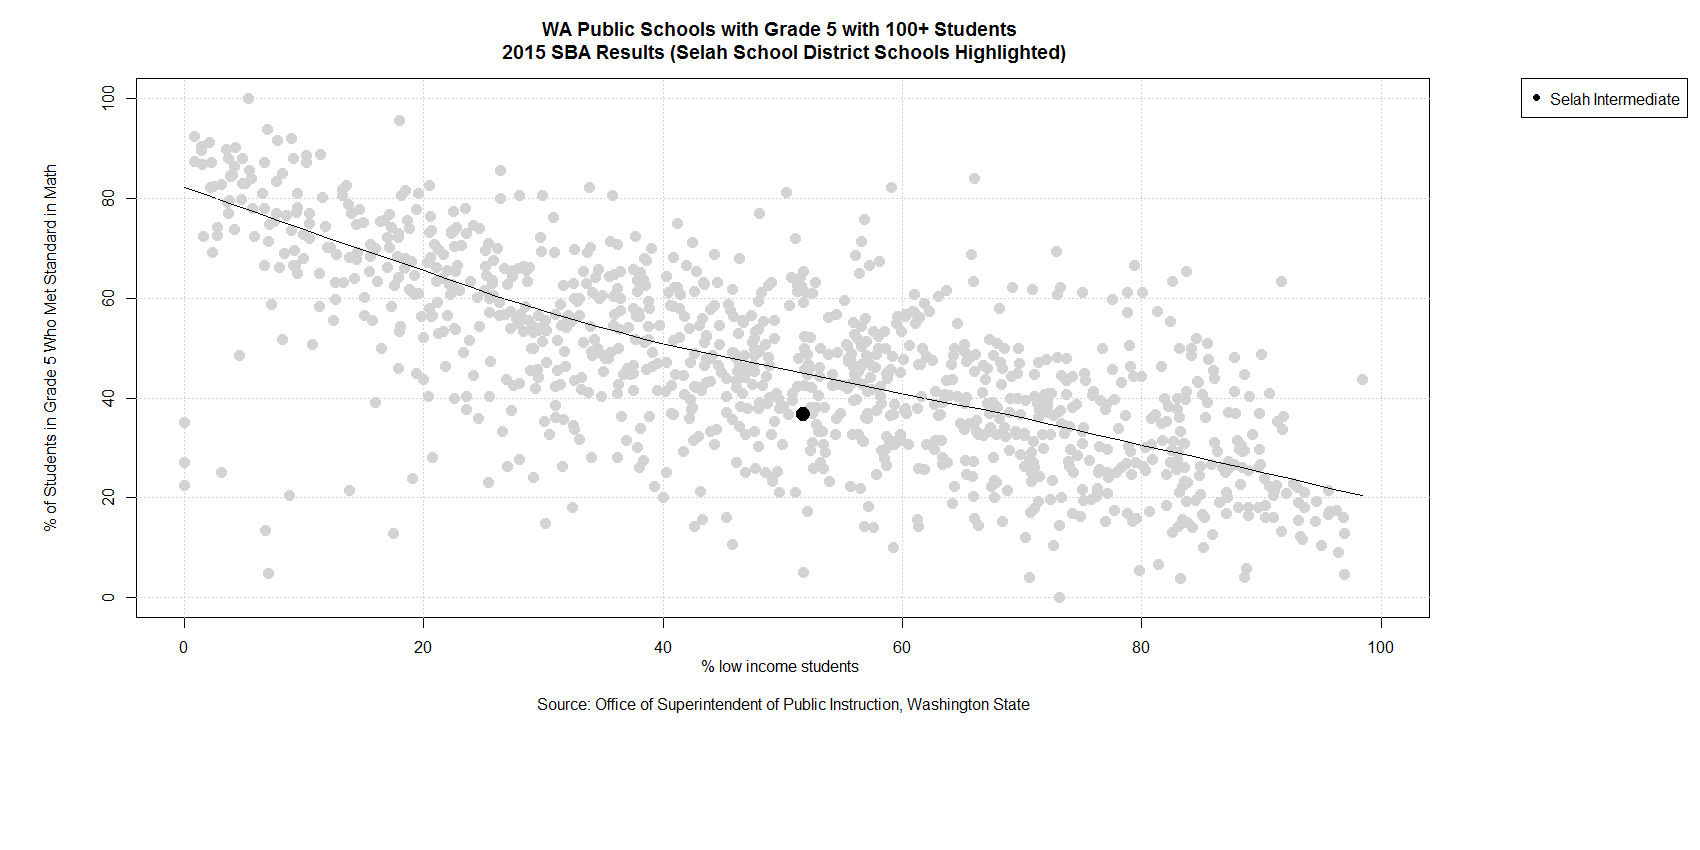 WA Public Schools with Grade 5 with 100+ Students
2015 SBA Results (Selah School District Schools Highlighted)
Selah Intermediate
% of Students in Grade 5 Who Met Standard in Math
100
80
60
40
20
0
0 20 40 60 80 100
% low income students
Source: Office of Superintendent of Public Instruction, Washington State